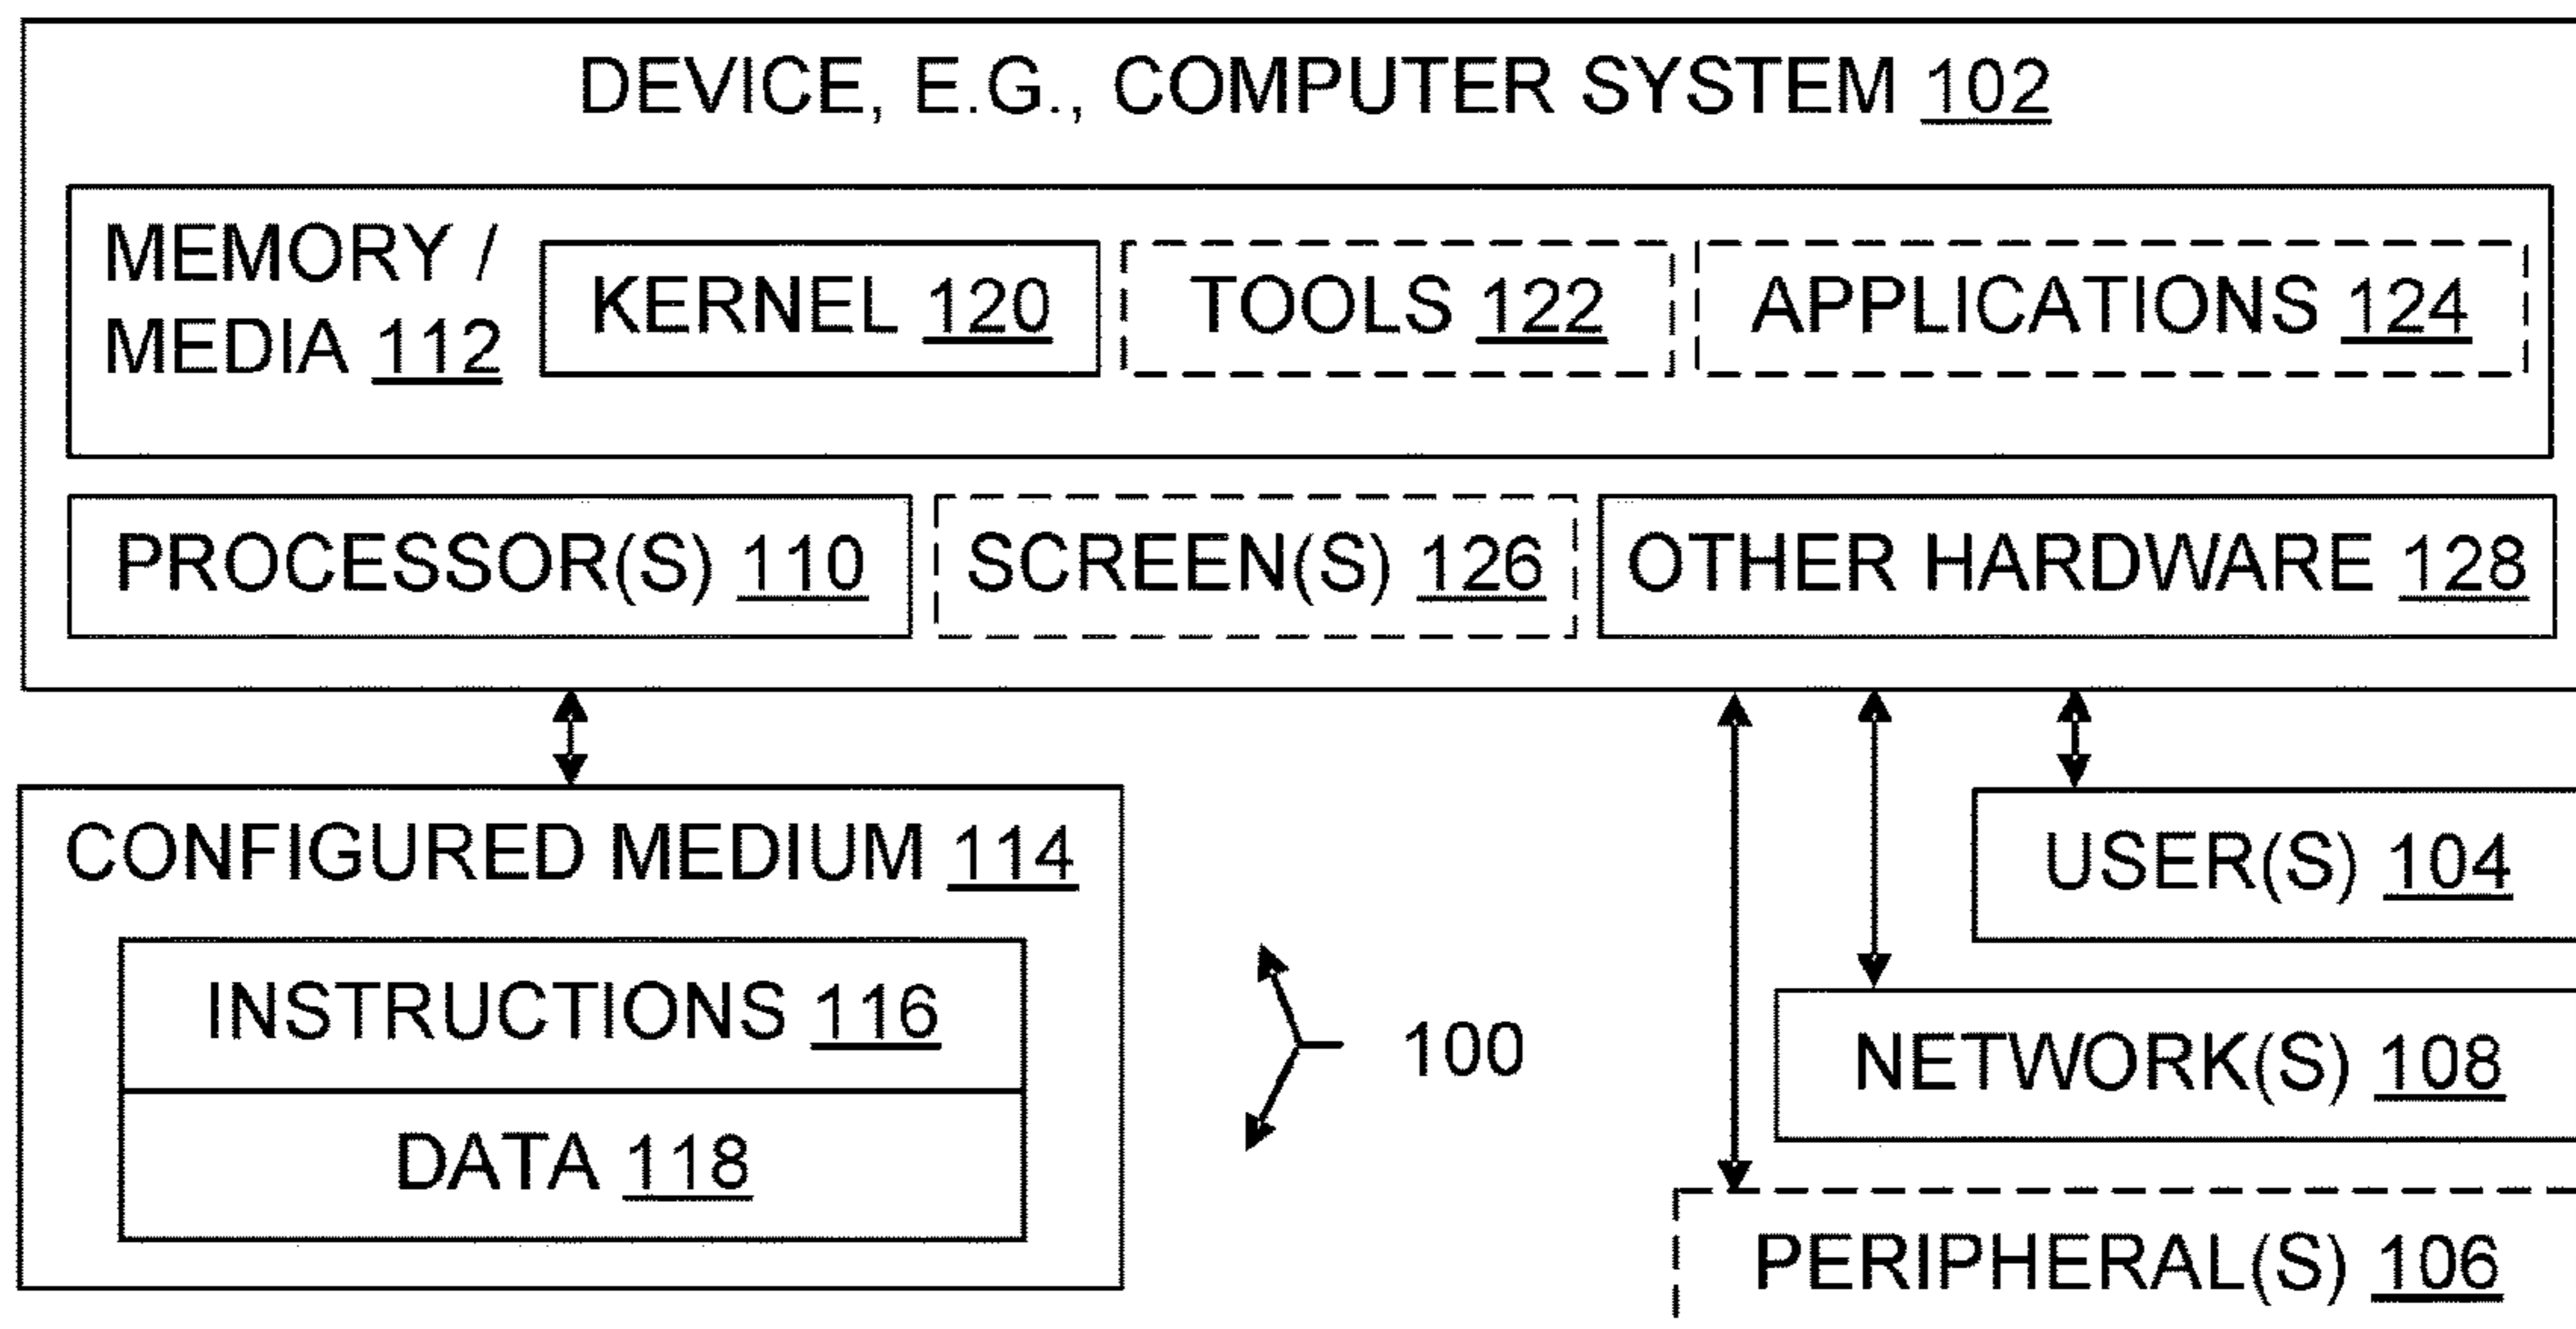 DEVICE, E.G., COMPUTER SYSTEM 102
MEMORY /
MEDIA 112
KERNEL 120
TOOLS 122
APPLICATIONS 124
PROCESSOR(S) 110
SCREEN(S) 126
OTHER HARDWARE 128
CONFIGURED MEDIUM 114
INSTRUCTIONS 116
DATA 118
100
USER(S) 104
NETWORK(S) 108
PERIPHERAL(S) 106